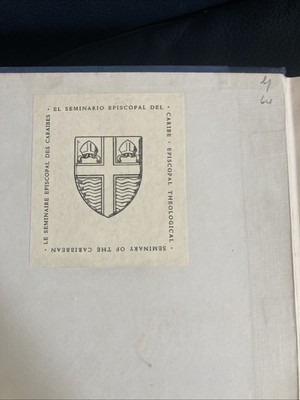 · EL SEMINARIO EPISCOPAL DEL ·
CARIBE · EPISCOPAL THEOLOGICAL
· SEMINARY OF THE CARIBBEAN ·
LE SEMINAIRE EPISCOPAL DES CARAIBES